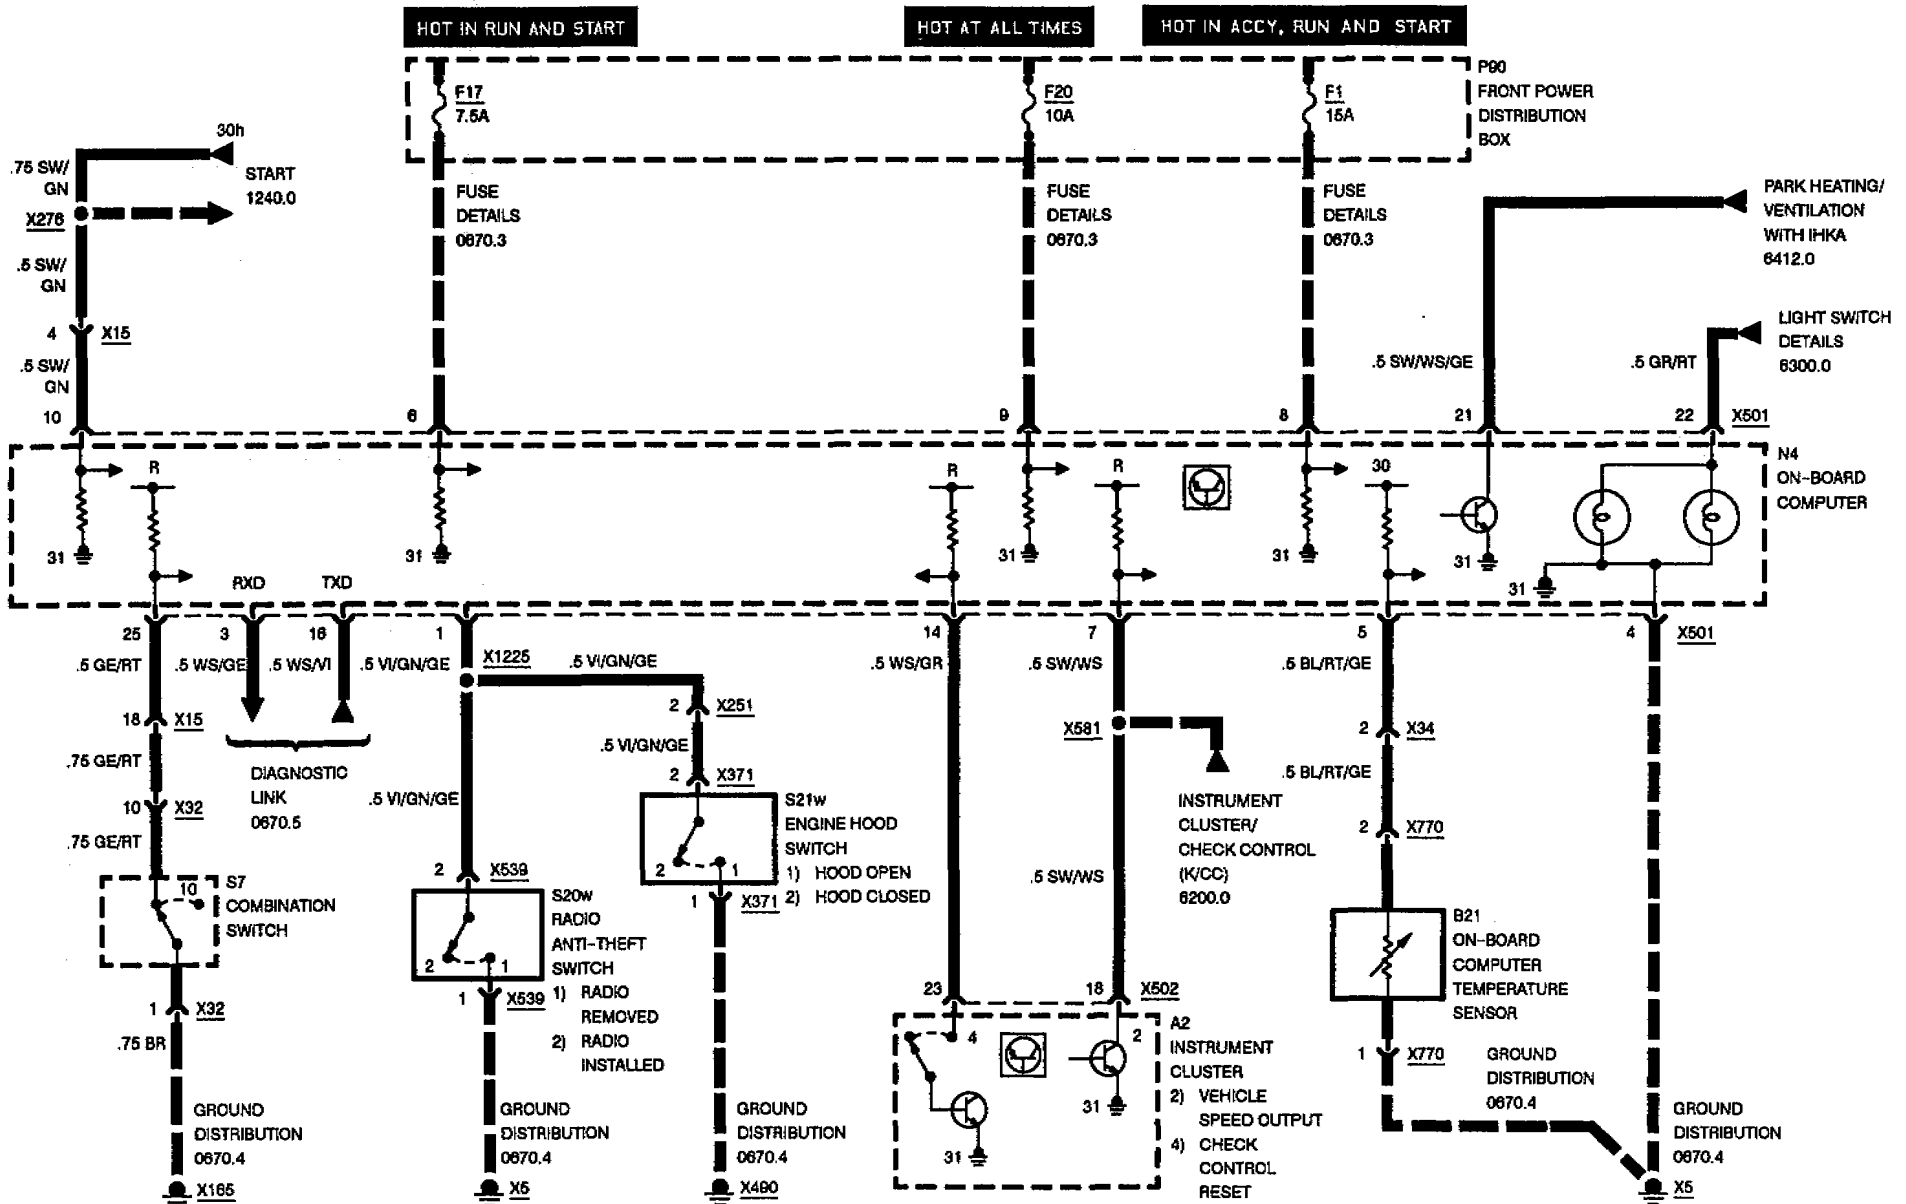 HOT IN RUN AND START
HOT AT ALL TIMES
HOT IN ACCY, RUN AND START
P90
FRONT POWER
DISTRIBUTION
BOX
F17
7.5A
F20
10A
F1
15A
30h
START
1240.0
.75 SW/
GN
X276
.5 SW/
GN
4
X15
.5 SW/
GN
FUSE
DETAILS
0670.3
FUSE
DETAILS
0670.3
FUSE
DETAILS
0670.3
PARK HEATING/
VENTILATION
WITH IHKA
6412.0
LIGHT SWITCH
DETAILS
6300.0
.5 SW/WS/GE
.5 GR/RT
10
6
9
8
21
22
X501
N4
ON-BOARD
COMPUTER
R
R
R
30
31
31
31
31
31
31
RXD
TXD
25
3
16
1
14
7
5
4
X501
.5 GE/RT
.5 WS/GE
.5 WS/VI
.5 VI/GN/GE
X1225
.5 VI/GN/GE
.5 WS/GR
.5 SW/WS
.5 BL/RT/GE
18
X15
.75 GE/RT
10
X32
.75 GE/RT
DIAGNOSTIC
LINK
0670.5
.5 VI/GN/GE
2
X251
.5 VI/GN/GE
2
X371
S21w
ENGINE HOOD
SWITCH
1) HOOD OPEN
2) HOOD CLOSED
2
1
1
X371
X581
INSTRUMENT
CLUSTER/
CHECK CONTROL
(K/CC)
6200.0
.5 SW/WS
2
X34
.5 BL/RT/GE
2
X770
S7
COMBINATION
SWITCH
10
1
X32
.75 BR
2
X539
S20w
RADIO
ANTI-THEFT
SWITCH
1) RADIO
REMOVED
2) RADIO
INSTALLED
2
1
1
X539
B21
ON-BOARD
COMPUTER
TEMPERATURE
SENSOR
1
X770
23
18
X502
A2
INSTRUMENT
CLUSTER
2) VEHICLE
SPEED OUTPUT
4) CHECK
CONTROL
RESET
4
2
31
31
GROUND
DISTRIBUTION
0670.4
X165
GROUND
DISTRIBUTION
0670.4
X5
GROUND
DISTRIBUTION
0670.4
X490
GROUND
DISTRIBUTION
0670.4
GROUND
DISTRIBUTION
0670.4
X5